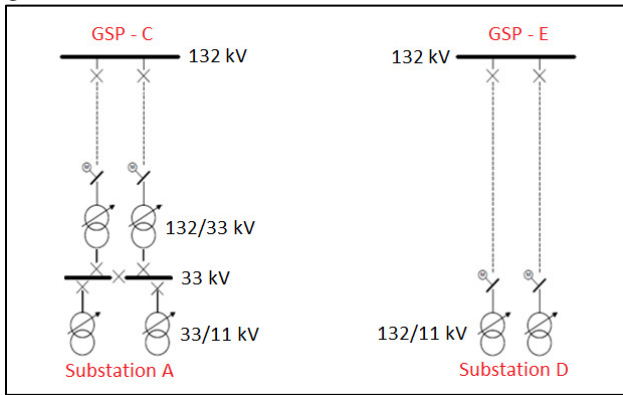 GSP - C
132 kV
132/33 kV
33 kV
33/11 kV
Substation A
GSP - E
132 kV
132/11 kV
Substation D